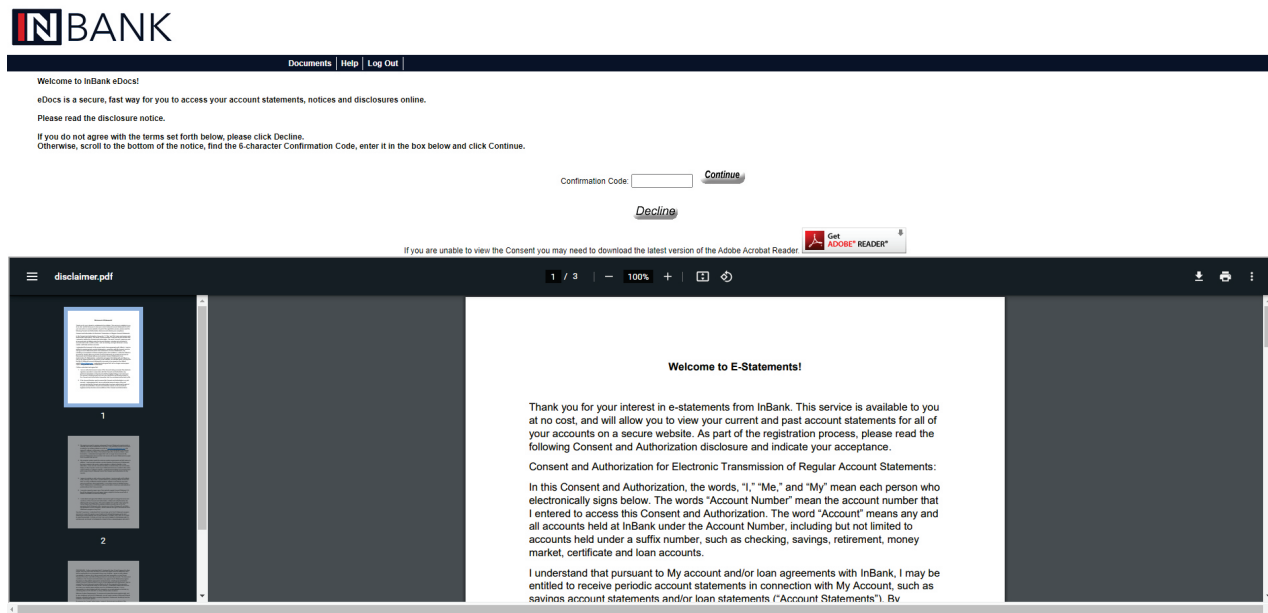 INBANK
Documents | Help | Log Out |
Welcome to InBank eDocs!
eDocs is a secure, fast way for you to access your account statements, notices and disclosures online.
Please read the disclosure notice.
If you do not agree with the terms set forth below, please click Decline.
Otherwise, scroll to the bottom of the notice, find the 6-character Confirmation Code, enter it in the box below and click Continue.
Confirmation Code: Continue
Decline
If you are unable to view the Consent you may need to download the latest version of the Adobe Acrobat Reader.
Get
ADOBE® READER®
disclaimer.pdf 1 / 3 | − 100% + |
1
2
Welcome to E-Statements!
Thank you for your interest in e-statements from InBank. This service is available to you
at no cost, and will allow you to view your current and past account statements for all of
your accounts on a secure website. As part of the registration process, please read the
following Consent and Authorization disclosure and indicate your acceptance.
Consent and Authorization for Electronic Transmission of Regular Account Statements:
In this Consent and Authorization, the words, “I,” “Me,” and “My” mean each person who
electronically signs below. The words “Account Number” mean the account number that
I entered to access this Consent and Authorization. The word “Account” means any and
all accounts held at InBank under the Account Number, including but not limited to
accounts held under a suffix number, such as checking, savings, retirement, money
market, certificate and loan accounts.
I understand that pursuant to My account and/or loan agreements with InBank, I may be
entitled to receive periodic account statements in connection with My Account, such as
savings account statements and/or loan statements (“Account Statements”). By